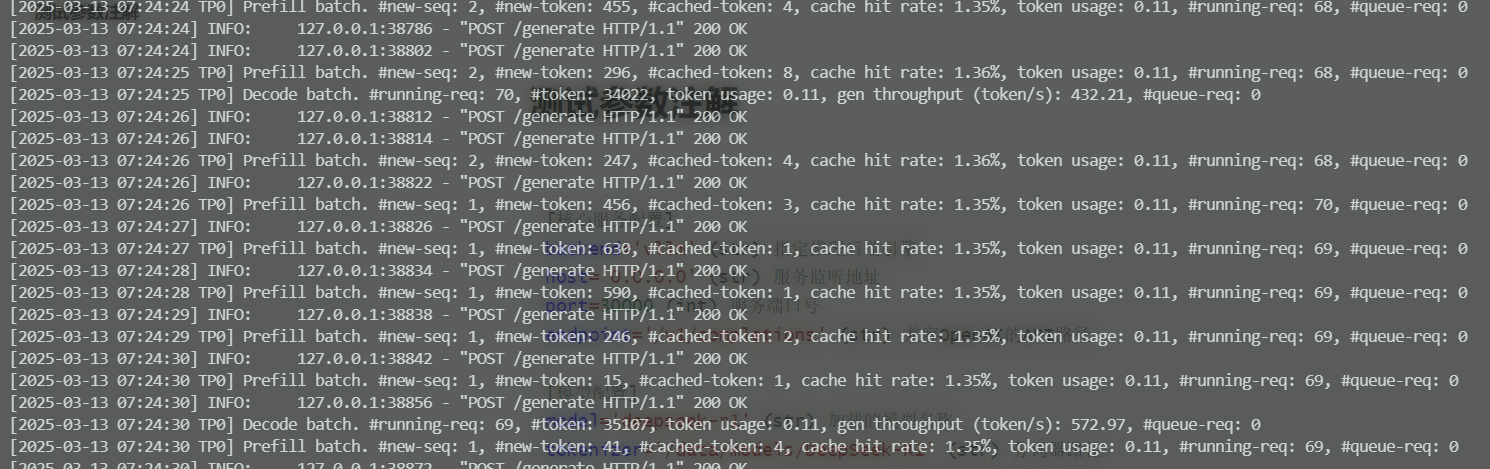 [2025-03-13 07:24:24 TP0] Prefill batch. #new-seq: 2, #new-token: 455, #cached-token: 4, cache hit rate: 1.35%, token usage: 0.11, #running-req: 68, #queue-req: 0
[2025-03-13 07:24:24] INFO:     127.0.0.1:38786 - "POST /generate HTTP/1.1" 200 OK
[2025-03-13 07:24:24] INFO:     127.0.0.1:38802 - "POST /generate HTTP/1.1" 200 OK
[2025-03-13 07:24:25 TP0] Prefill batch. #new-seq: 2, #new-token: 296, #cached-token: 8, cache hit rate: 1.36%, token usage: 0.11, #running-req: 68, #queue-req: 0
[2025-03-13 07:24:25 TP0] Decode batch. #running-req: 70, #token: 34022, token usage: 0.11, gen throughput (token/s): 432.21, #queue-req: 0
测试参数注解
[2025-03-13 07:24:26] INFO:     127.0.0.1:38812 - "POST /generate HTTP/1.1" 200 OK
[2025-03-13 07:24:26] INFO:     127.0.0.1:38814 - "POST /generate HTTP/1.1" 200 OK
[2025-03-13 07:24:26 TP0] Prefill batch. #new-seq: 2, #new-token: 247, #cached-token: 4, cache hit rate: 1.36%, token usage: 0.11, #running-req: 68, #queue-req: 0
[2025-03-13 07:24:26] INFO:     127.0.0.1:38822 - "POST /generate HTTP/1.1" 200 OK
[2025-03-13 07:24:26 TP0] Prefill batch. #new-seq: 1, #new-token: 456, #cached-token: 3, cache hit rate: 1.35%, token usage: 0.11, #running-req: 70, #queue-req: 0
[2025-03-13 07:24:27] INFO:     127.0.0.1:38826 - "POST /generate HTTP/1.1" 200 OK
[2025-03-13 07:24:27 TP0] Prefill batch. #new-seq: 1, #new-token: 630, #cached-token: 1, cache hit rate: 1.35%, token usage: 0.11, #running-req: 69, #queue-req: 0
[2025-03-13 07:24:28] INFO:     127.0.0.1:38834 - "POST /generate HTTP/1.1" 200 OK
host='0.0.0.0' (str) 服务监听地址
[2025-03-13 07:24:28 TP0] Prefill batch. #new-seq: 1, #new-token: 590, #cached-token: 1, cache hit rate: 1.35%, token usage: 0.11, #running-req: 69, #queue-req: 0
port=30000 (int) 服务端口号
[2025-03-13 07:24:29] INFO:     127.0.0.1:38838 - "POST /generate HTTP/1.1" 200 OK
[2025-03-13 07:24:29 TP0] Prefill batch. #new-seq: 1, #new-token: 246, #cached-token: 2, cache hit rate: 1.35%, token usage: 0.11, #running-req: 69, #queue-req: 0
[2025-03-13 07:24:30] INFO:     127.0.0.1:38842 - "POST /generate HTTP/1.1" 200 OK
[2025-03-13 07:24:30 TP0] Prefill batch. #new-seq: 1, #new-token: 15, #cached-token: 1, cache hit rate: 1.35%, token usage: 0.11, #running-req: 69, #queue-req: 0
[2025-03-13 07:24:30] INFO:     127.0.0.1:38856 - "POST /generate HTTP/1.1" 200 OK
[2025-03-13 07:24:30 TP0] Decode batch. #running-req: 69, #token: 35107, token usage: 0.11, gen throughput (token/s): 572.97, #queue-req: 0
[2025-03-13 07:24:30 TP0] Prefill batch. #new-seq: 1, #new-token: 41, #cached-token: 4, cache hit rate: 1.35%, token usage: 0.11, #running-req: 69, #queue-req: 0
[2025-03-13 07:24:30] INFO:     127.0.0.1:38872 - "POST /generate HTTP/1.1" 200 OK